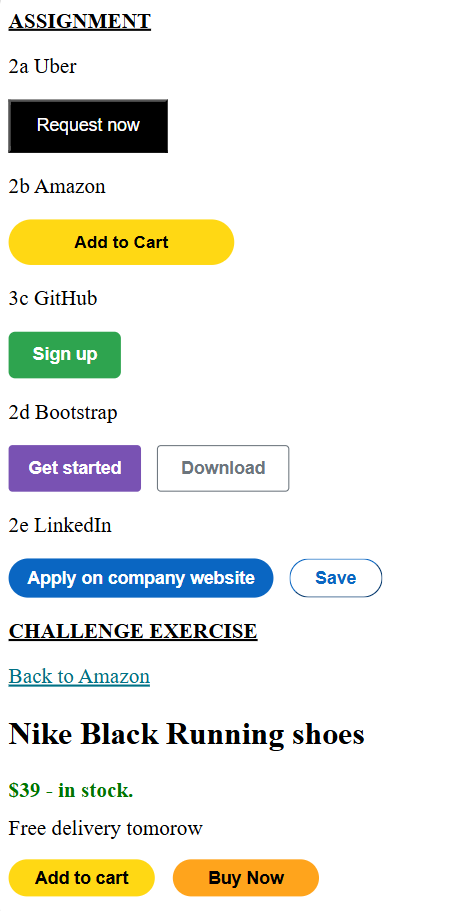 ASSIGNMENT
2a Uber
Request now
2b Amazon
Add to Cart
3c GitHub
Sign up
2d Bootstrap
Get started Download
2e LinkedIn
Apply on company website Save
CHALLENGE EXERCISE
Back to Amazon
Nike Black Running shoes
$39 - in stock.
Free delivery tomorow
Add to cart Buy Now